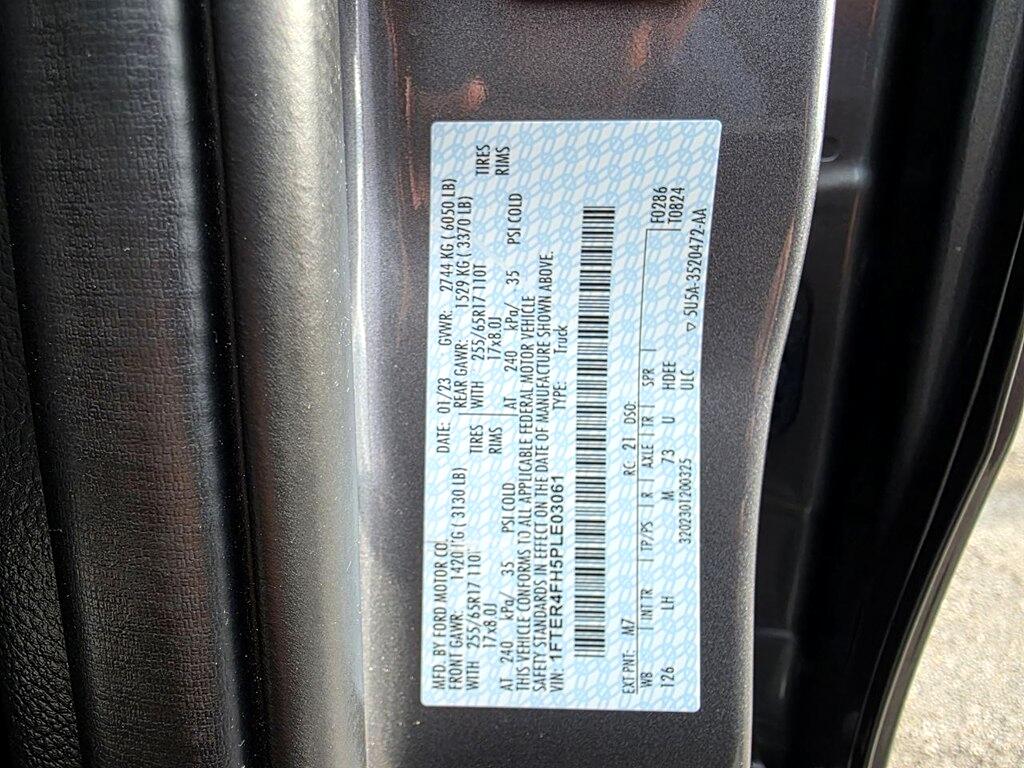 MFD. BY FORD MOTOR CO. DATE: 01/23 GVWR: 2744 KG ( 6050 LB)
FRONT GAWR: 1420 KG ( 3130 LB) REAR GAWR: 1529 KG ( 3370 LB)
WITH 255/65R17 110T TIRES WITH 255/65R17 110T TIRES
17x8.0J RIMS 17x8.0J RIMS
AT 240 kPa/ 35 PSI COLD AT 240 kPa/ 35 PSI COLD
THIS VEHICLE CONFORMS TO ALL APPLICABLE FEDERAL MOTOR VEHICLE
SAFETY STANDARDS IN EFFECT ON THE DATE OF MANUFACTURE SHOWN ABOVE.
VIN: 1FTER4FH5PLE03061 TYPE: Truck
EXT PNT: M7 RC: 21 DSO: F0286
WB INT TR TP/PS R AXLE TR SPR T0824
126 LH M 73 U HDEE
3202301200325 ULC ▽ 5U5A-3520472-AA